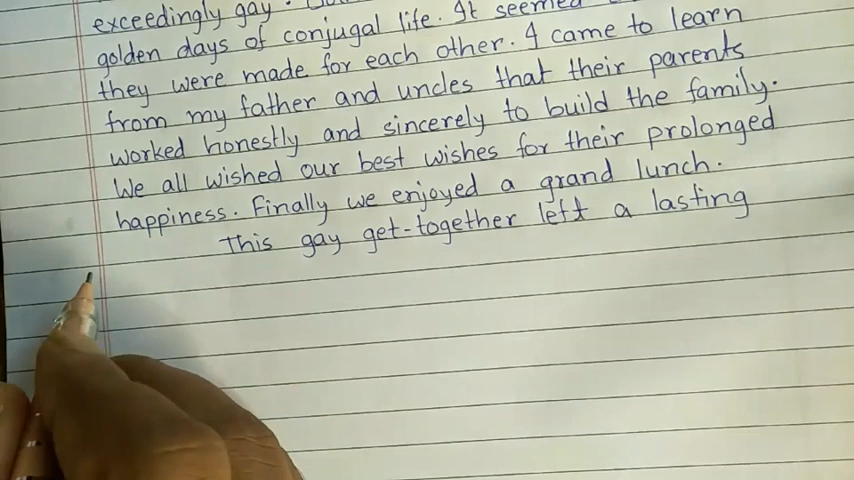 exceedingly gay.
golden days of conjugal life. It seemed
they were made for each other. I came to learn
from my father and uncles that their parents
worked honestly and sincerely to build the family.
We all wished our best wishes for their prolonged
happiness. Finally we enjoyed a grand lunch.
This gay get-together left a lasting